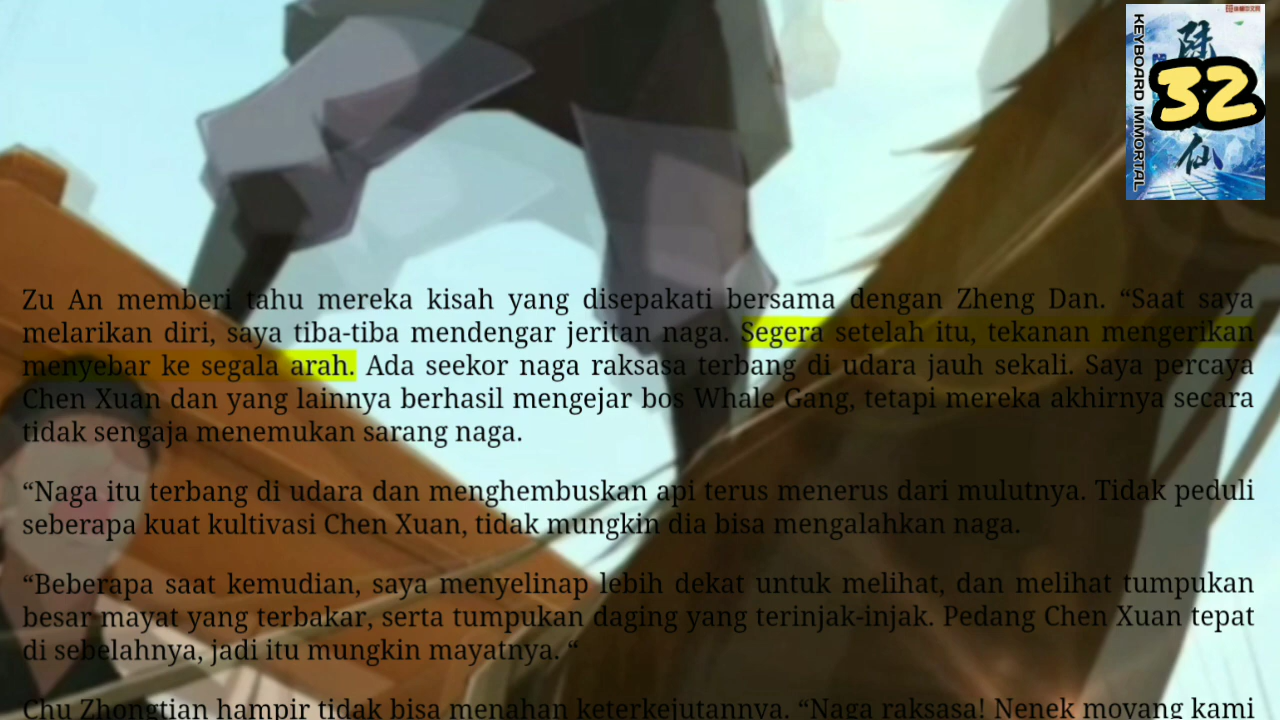 KEYBOARD IMMORTAL
陆
仙
32
Zu An memberi tahu mereka kisah yang disepakati bersama dengan Zheng Dan. “Saat saya
melarikan diri, saya tiba-tiba mendengar jeritan naga. Segera setelah itu, tekanan mengerikan
menyebar ke segala arah. Ada seekor naga raksasa terbang di udara jauh sekali. Saya percaya
Chen Xuan dan yang lainnya berhasil mengejar bos Whale Gang, tetapi mereka akhirnya secara
tidak sengaja menemukan sarang naga.
“Naga itu terbang di udara dan menghembuskan api terus menerus dari mulutnya. Tidak peduli
seberapa kuat kultivasi Chen Xuan, tidak mungkin dia bisa mengalahkan naga.
“Beberapa saat kemudian, saya menyelinap lebih dekat untuk melihat, dan melihat tumpukan
besar mayat yang terbakar, serta tumpukan daging yang terinjak-injak. Pedang Chen Xuan tepat
di sebelahnya, jadi itu mungkin mayatnya. “
Chu Zhongtian hampir tidak bisa menahan keterkejutannya. “Naga raksasa! Nenek moyang kami